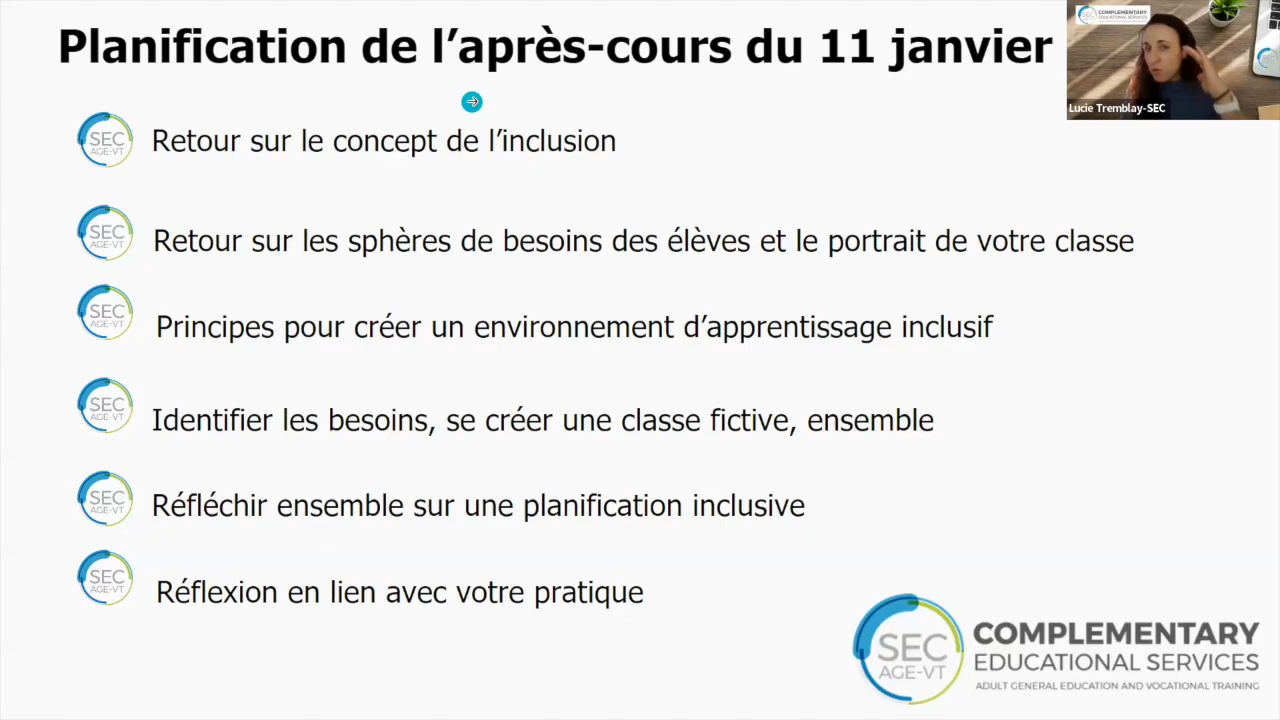 Planification de l’après-cours du 11 janvier
SEC COMPLEMENTARY
EDUCATIONAL SERVICES
Lucie Tremblay-SEC
SEC
AGE-VT
Retour sur le concept de l’inclusion
SEC
AGE-VT
Retour sur les sphères de besoins des élèves et le portrait de votre classe
SEC
AGE-VT
Principes pour créer un environnement d’apprentissage inclusif
SEC
AGE-VT
Identifier les besoins, se créer une classe fictive, ensemble
SEC
AGE-VT
Réfléchir ensemble sur une planification inclusive
SEC
AGE-VT
Réflexion en lien avec votre pratique
SEC
AGE-VT
COMPLEMENTARY
EDUCATIONAL SERVICES
ADULT GENERAL EDUCATION AND VOCATIONAL TRAINING